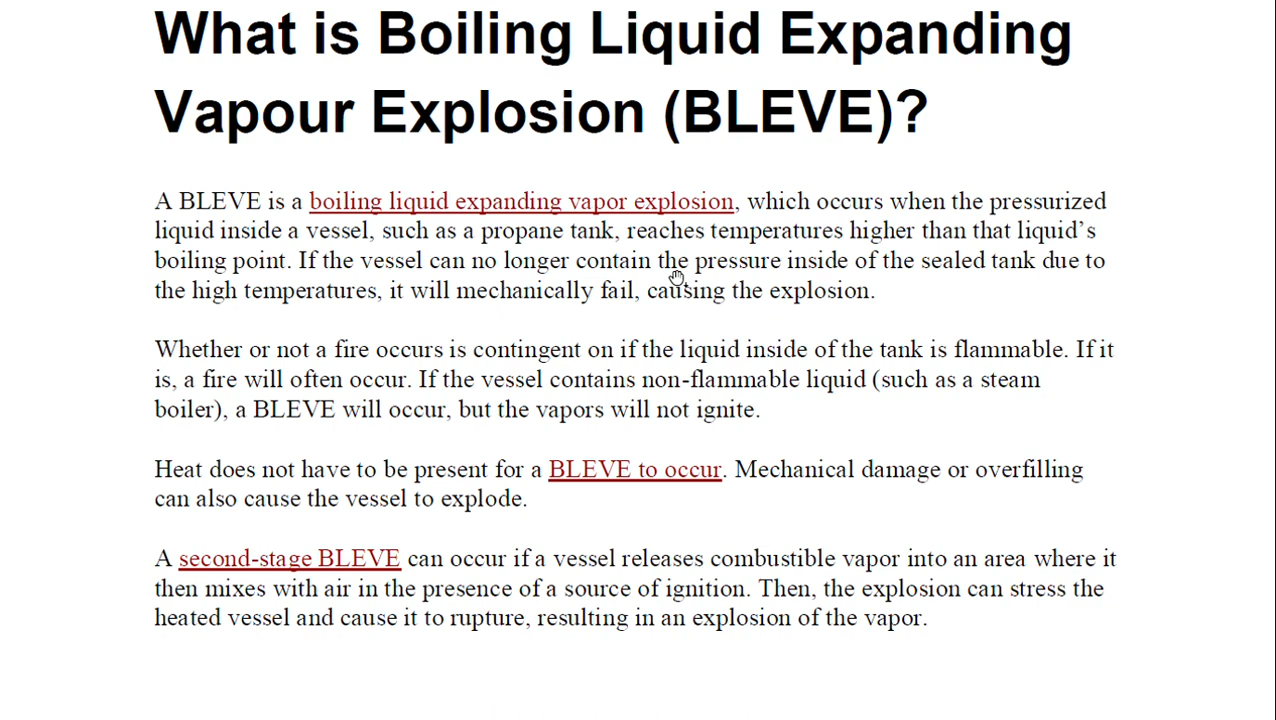 What is Boiling Liquid Expanding
Vapour Explosion (BLEVE)?
A BLEVE is a boiling liquid expanding vapor explosion, which occurs when the pressurized
liquid inside a vessel, such as a propane tank, reaches temperatures higher than that liquid’s
boiling point. If the vessel can no longer contain the pressure inside of the sealed tank due to
the high temperatures, it will mechanically fail, causing the explosion.
Whether or not a fire occurs is contingent on if the liquid inside of the tank is flammable. If it
is, a fire will often occur. If the vessel contains non-flammable liquid (such as a steam
boiler), a BLEVE will occur, but the vapors will not ignite.
Heat does not have to be present for a BLEVE to occur. Mechanical damage or overfilling
can also cause the vessel to explode.
A second-stage BLEVE can occur if a vessel releases combustible vapor into an area where it
then mixes with air in the presence of a source of ignition. Then, the explosion can stress the
heated vessel and cause it to rupture, resulting in an explosion of the vapor.